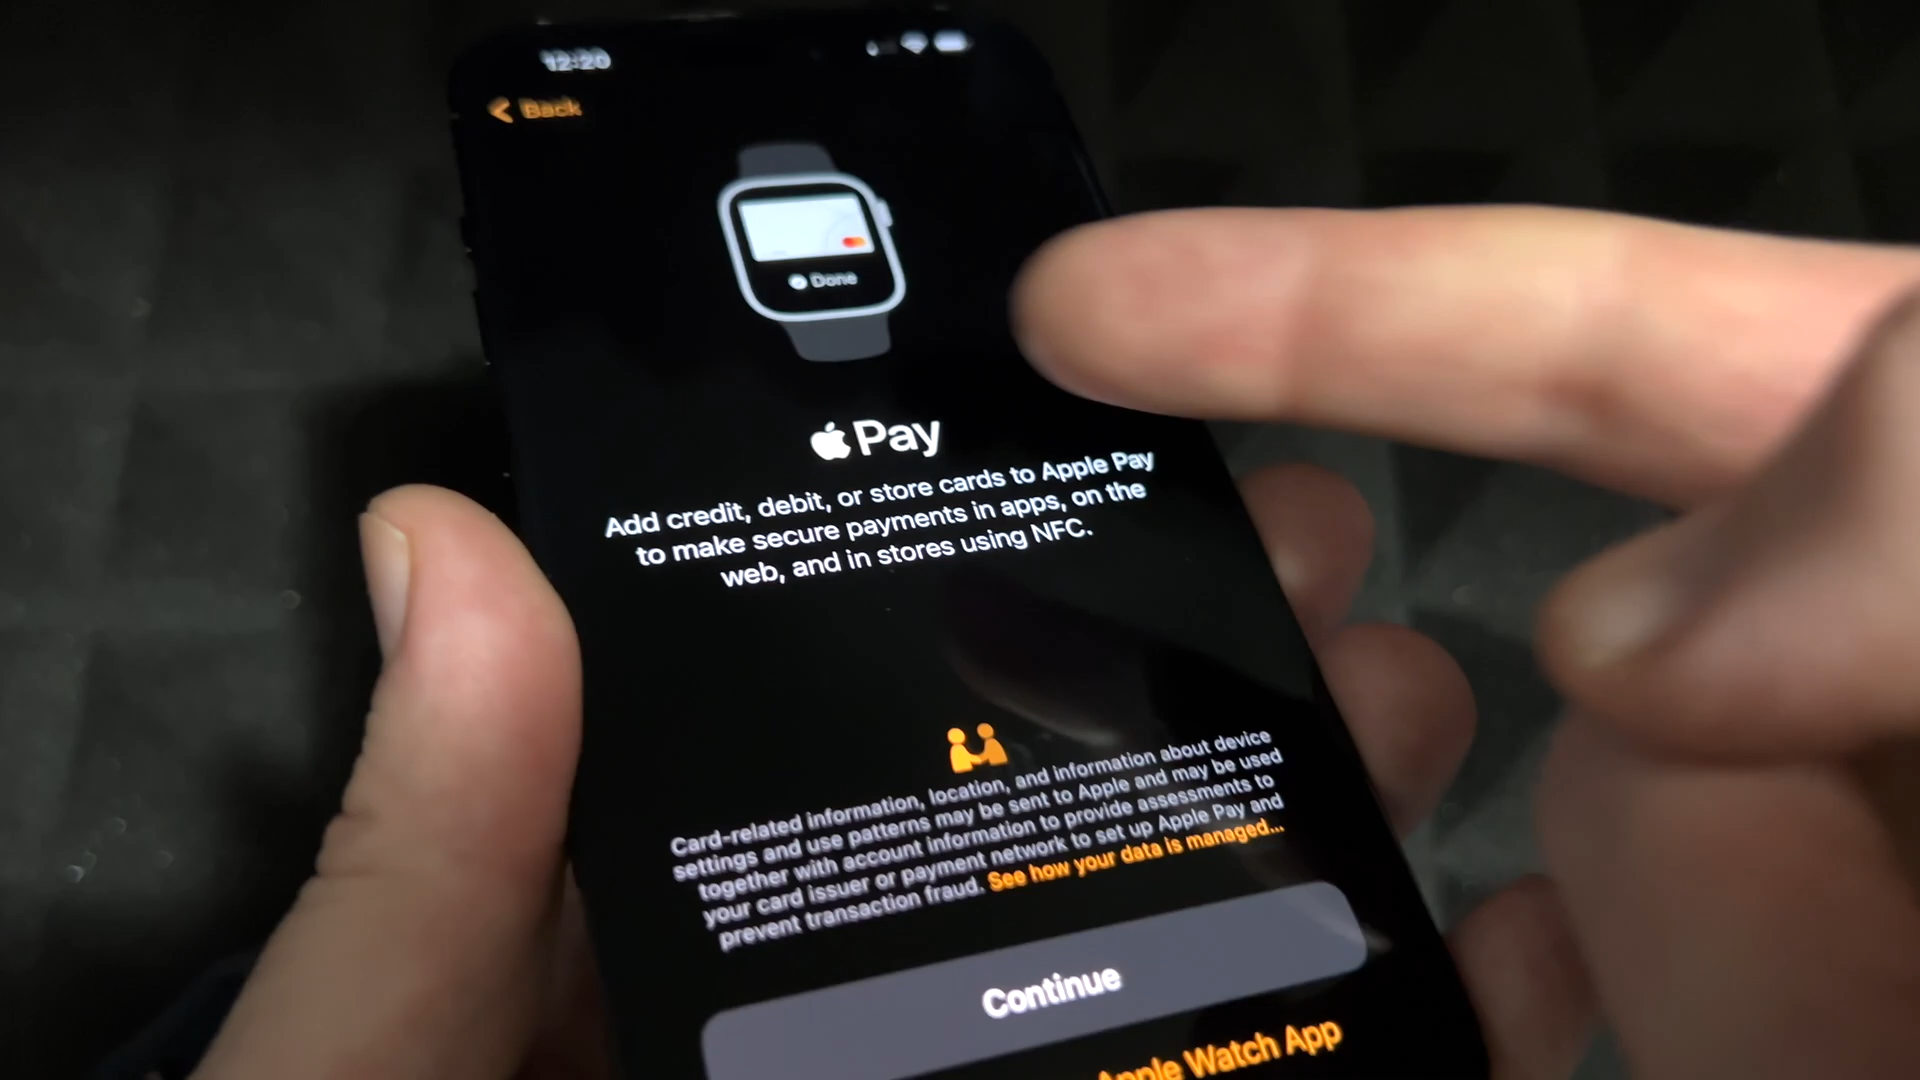 12:20
Back
Done
Pay
Add credit, debit, or store cards to Apple Pay
to make secure payments in apps, on the
web, and in stores using NFC.
Card-related information, location, and information about device
settings and use patterns may be sent to Apple and may be used
together with account information to provide assessments to
your card issuer or payment network to set up Apple Pay and
prevent transaction fraud. See how your data is managed...
Continue
Apple Watch App